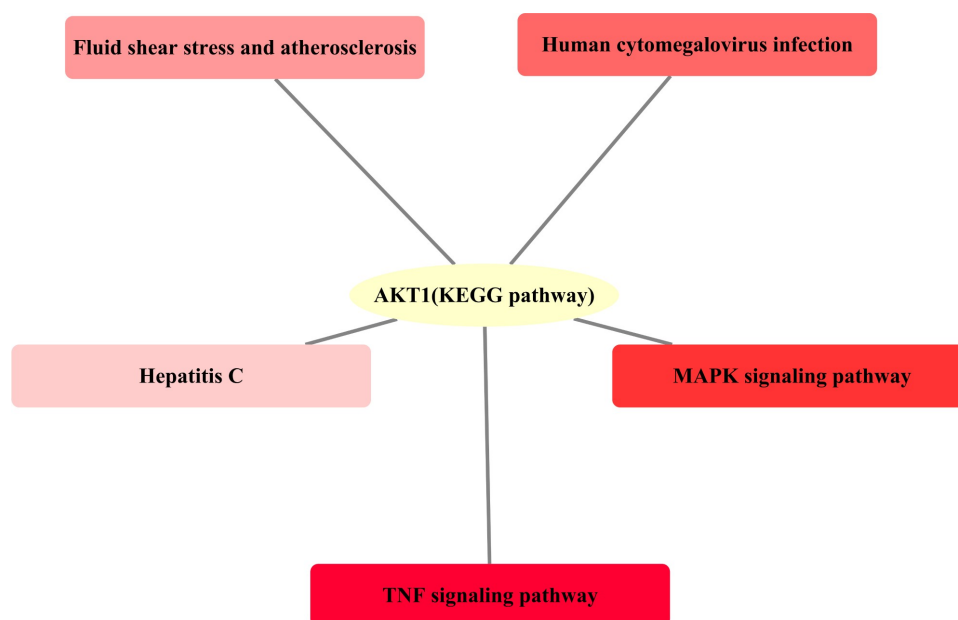 Fluid shear stress and atherosclerosis
Human cytomegalovirus infection
AKT1(KEGG pathway)
Hepatitis C
MAPK signaling pathway
TNF signaling pathway